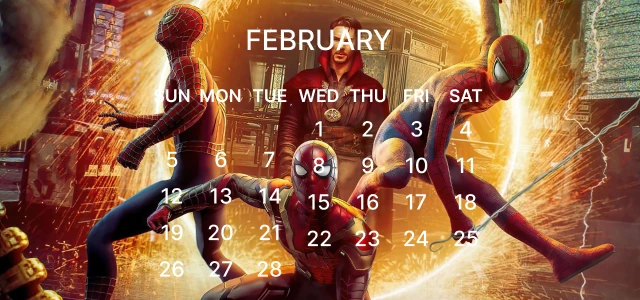 FEBRUARY
SUN MON TUE WED THU FRI SAT
1 2 3 4
5 6 7 8 9 10 11
12 13 14 15 16 17 18
19 20 21 22 23 24 25
26 27 28